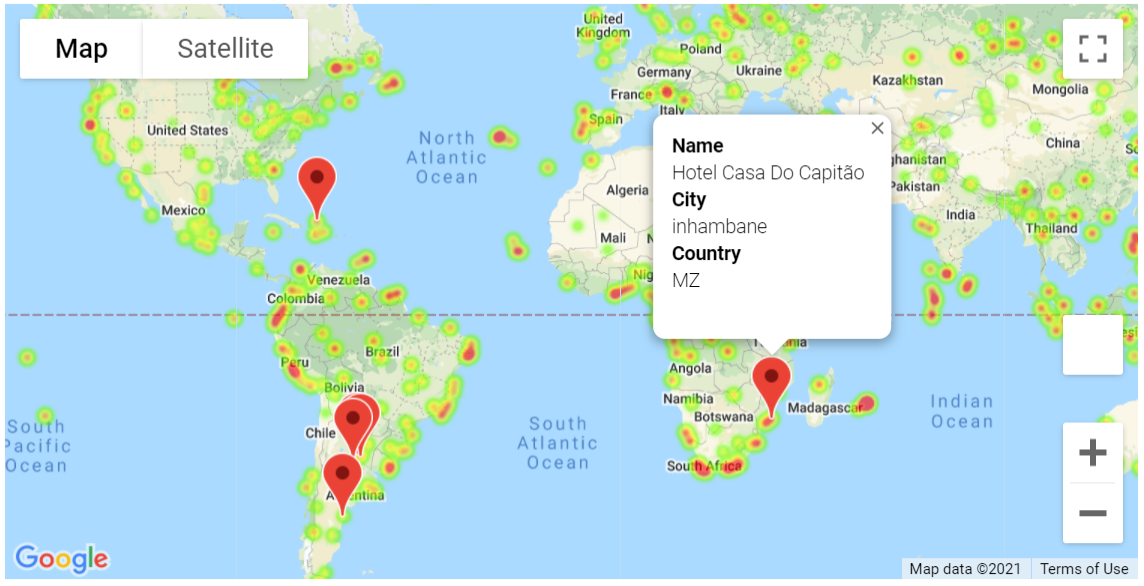 Map
Satellite
United
Kingdom
Poland
Germany
Ukraine
Kazakhstan
Mongolia
France
Italy
Spain
United States
North
Atlantic
Ocean
China
Mexico
Algeria
Mali
Pakistan
India
Thailand
Name
Hotel Casa Do Capitão
City
inhambane
Country
MZ
Venezuela
Colombia
Peru
Brazil
Bolivia
Chile
Argentina
Angola
Namibia
Botswana
Madagascar
South Africa
Indian
Ocean
South
Pacific
Ocean
South
Atlantic
Ocean
Google
Map data ©2021
Terms of Use